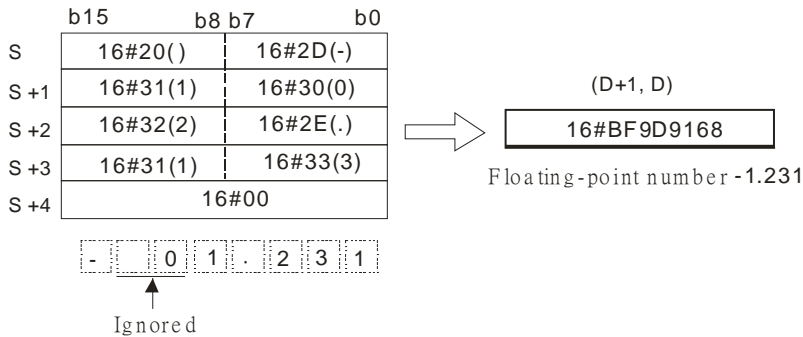 b15 b8 b7 b0
S 16#20( ) 16#2D(-)
S +1 16#31(1) 16#30(0)
S +2 16#32(2) 16#2E(.)
S +3 16#31(1) 16#33(3)
S +4 16#00
(D+1, D)
16#BF9D9168
Floating-point number -1.231
- 0 1 . 2 3 1
Ignored